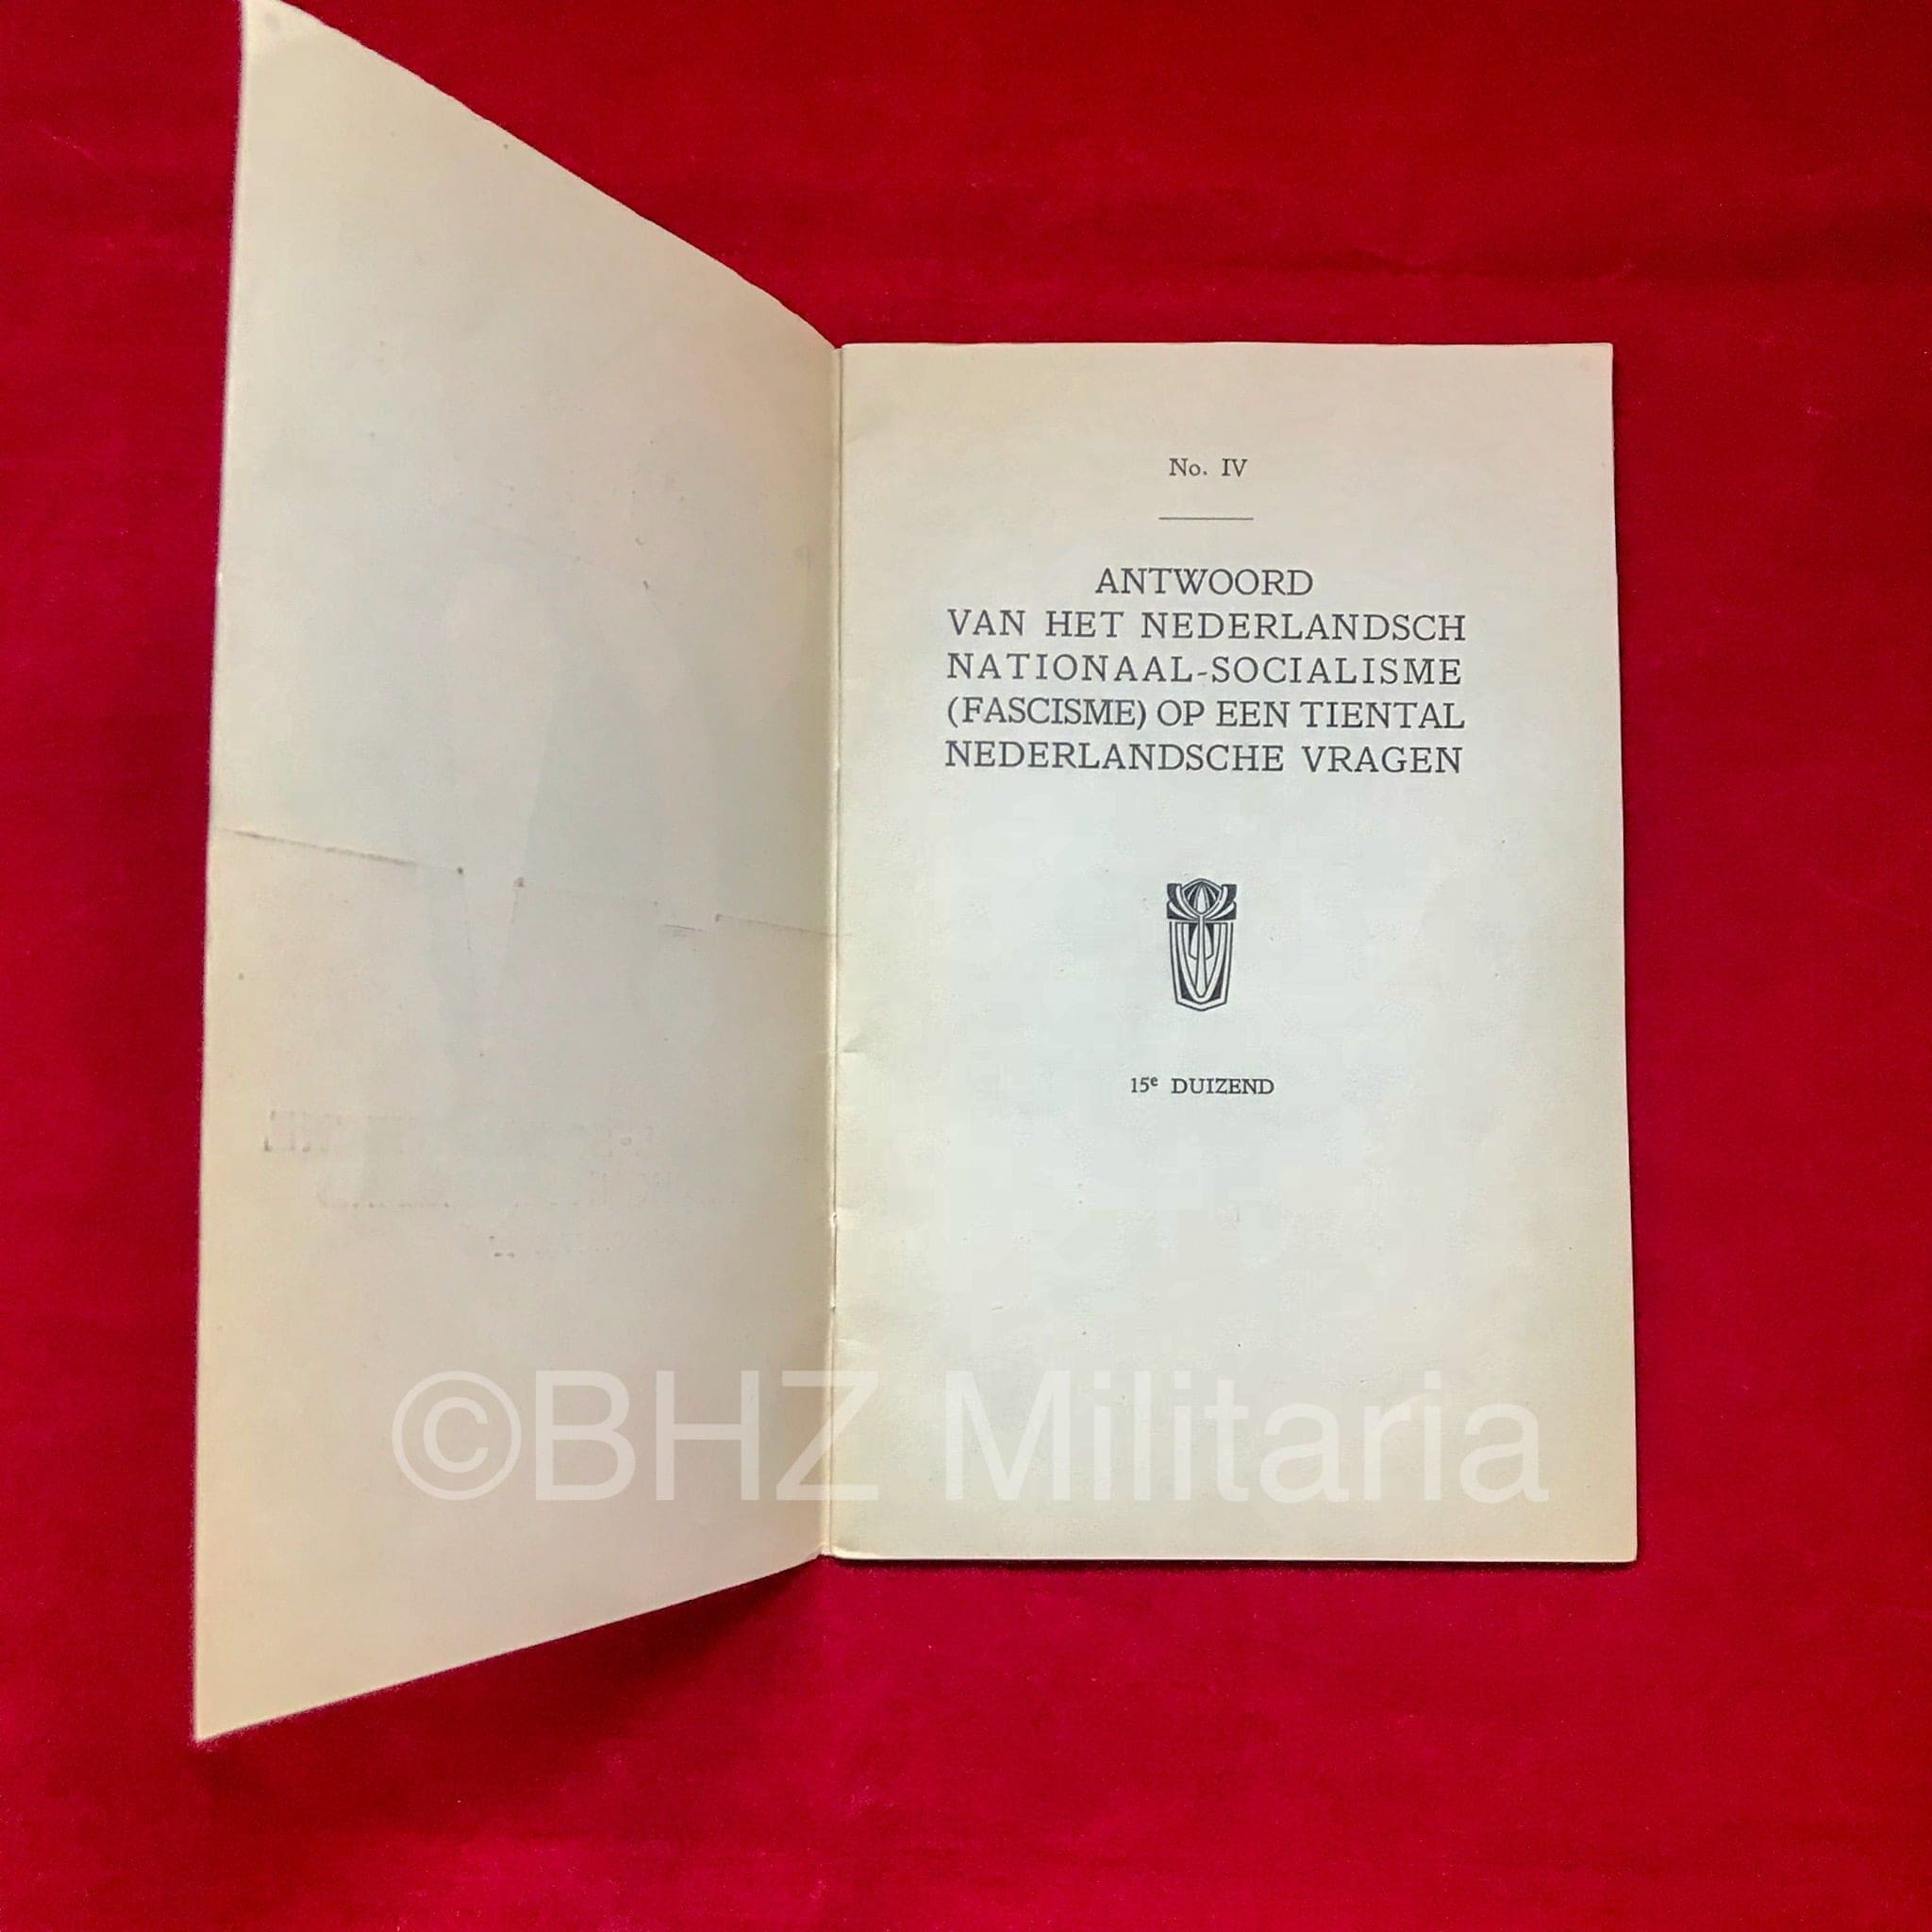 No. IV
ANTWOORD
VAN HET NEDERLANDSCH
NATIONAAL-SOCIALISME
(FASCISME) OP EEN TIENTAL
NEDERLANDSCHE VRAGEN
15e DUIZEND
©BHZ Militaria